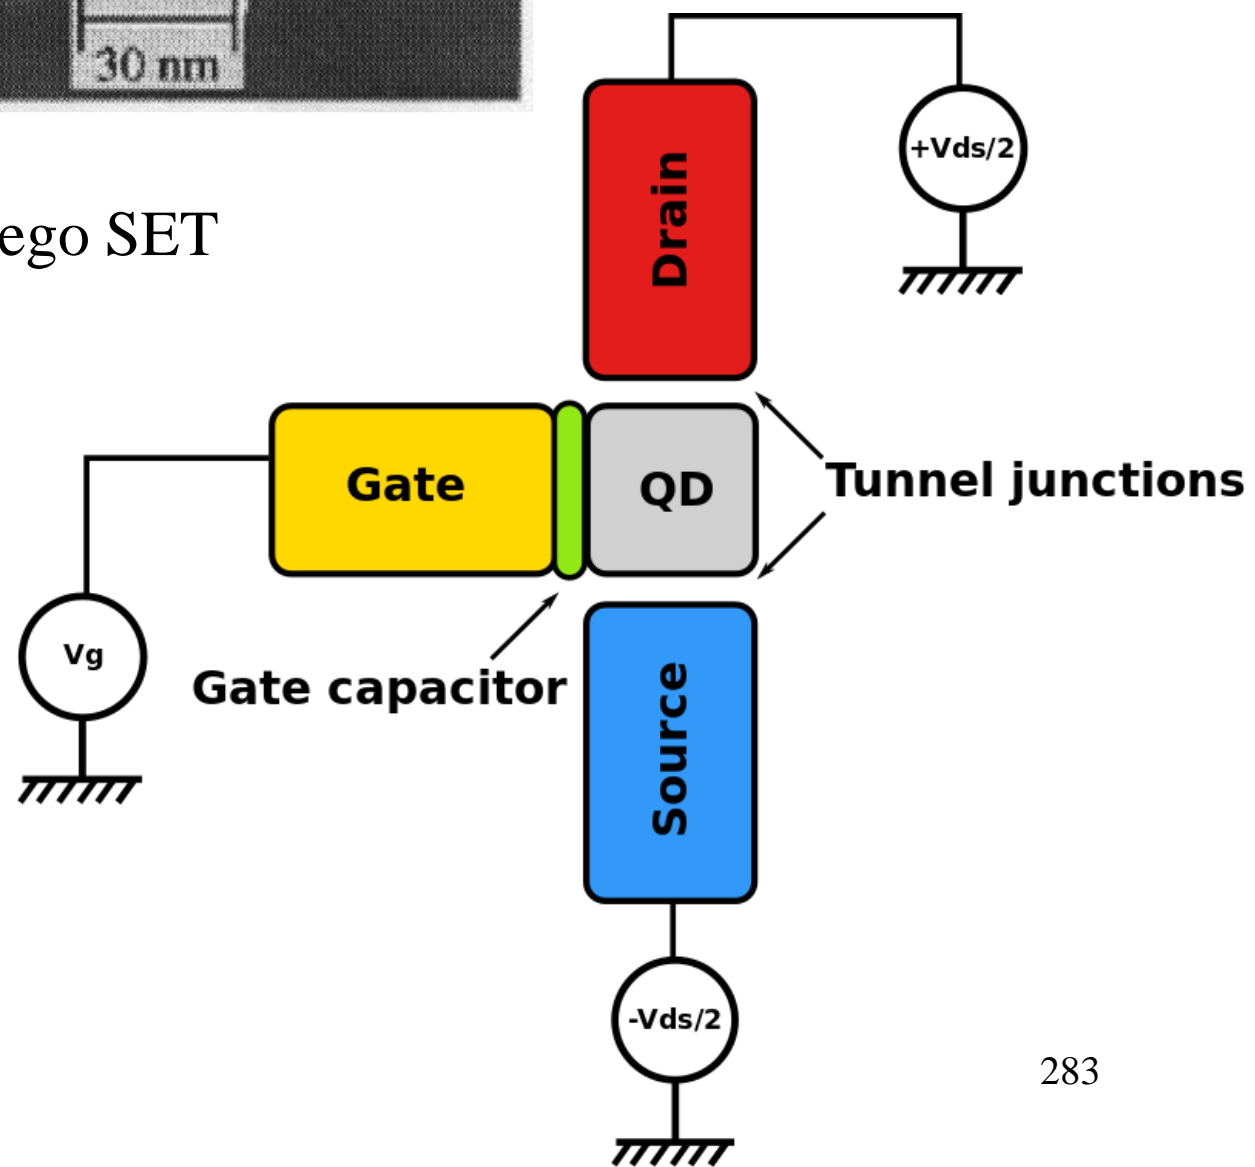 30 nm
+Vds/2
Drain
ego SET
Gate
QD
Tunnel junctions
Vg
Gate capacitor
Source
-Vds/2
283